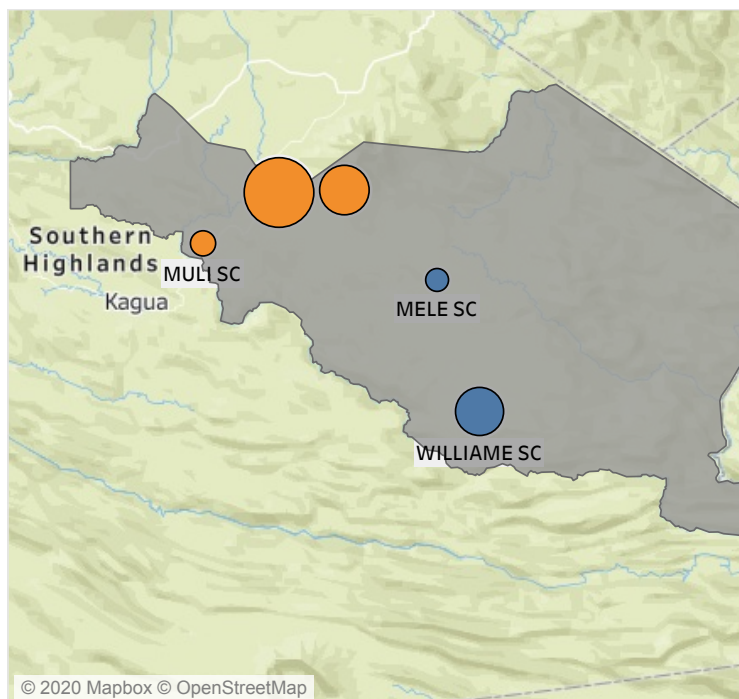 Southern
Highlands
MULI SC
Kagua
MELE SC
WILLIAME SC
© 2020 Mapbox © OpenStreetMap